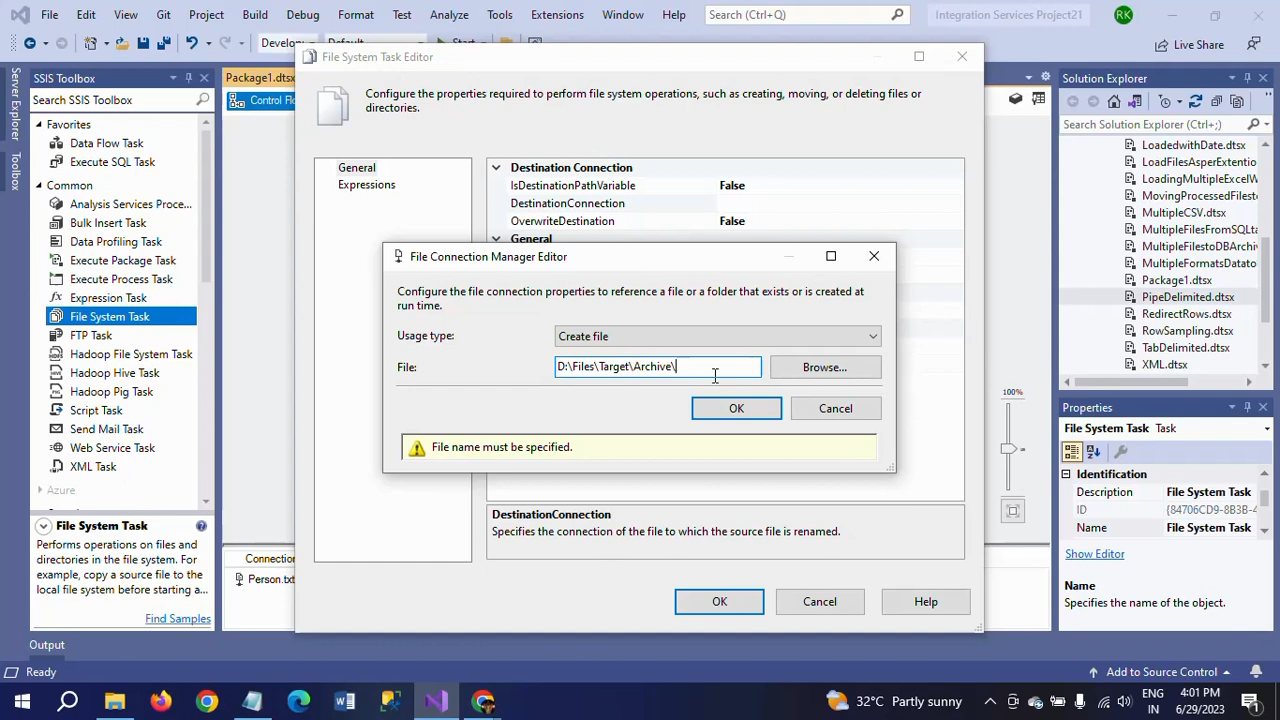 File Edit View Git Project Build Debug Format Test Analyze Tools Extensions Window Help Search (Ctrl+Q) Integration Services Project21 RK
Live Share
SSIS Toolbox
Search SSIS Toolbox
Favorites
Data Flow Task
Execute SQL Task
Common
Analysis Services Proce...
Bulk Insert Task
Data Profiling Task
Execute Package Task
Execute Process Task
Expression Task
File System Task
FTP Task
Hadoop File System Task
Hadoop Hive Task
Hadoop Pig Task
Script Task
Send Mail Task
Web Service Task
XML Task
Azure
File System Task
Performs operations on files and
directories in the file system. For
example, copy a source file to the
local file system before starting a...
Find Samples
Server Explorer
Toolbox
Package1.dtsx
Control Flo
Connection
Person.txt
File System Task Editor
Configure the properties required to perform file system operations, such as creating, moving, or deleting files or
directories.
General
Expressions
Destination Connection
IsDestinationPathVariable False
DestinationConnection
OverwriteDestination False
General
File Connection Manager Editor
Configure the file connection properties to reference a file or a folder that exists or is created at
run time.
Usage type: Create file
File: D:\Files\Target\Archive\ Browse...
OK Cancel
File name must be specified.
DestinationConnection
Specifies the connection of the file to which the source file is renamed.
OK Cancel Help
100%
Solution Explorer
Search Solution Explorer (Ctrl+;)
LoadedwithDate.dtsx
LoadFilesAsperExtentio
LoadingMultipleExcelW
MovingProcessedFilesto
MultipleCSV.dtsx
MultipleFilesFromSQLta
MultipleFilestoDBArchiv
MultipleFormatsDatato
Package1.dtsx
PipeDelimited.dtsx
RedirectRows.dtsx
RowSampling.dtsx
TabDelimited.dtsx
XML.dtsx
Properties
File System Task Task
Identification
Description File System Task
ID {84706CD9-8B3B-4
Name File System Task
Show Editor
Name
Specifies the name of the object.
Output
Ready
Add to Source Control
32°C Partly sunny
ENG
IN
4:01 PM
6/29/2023
1